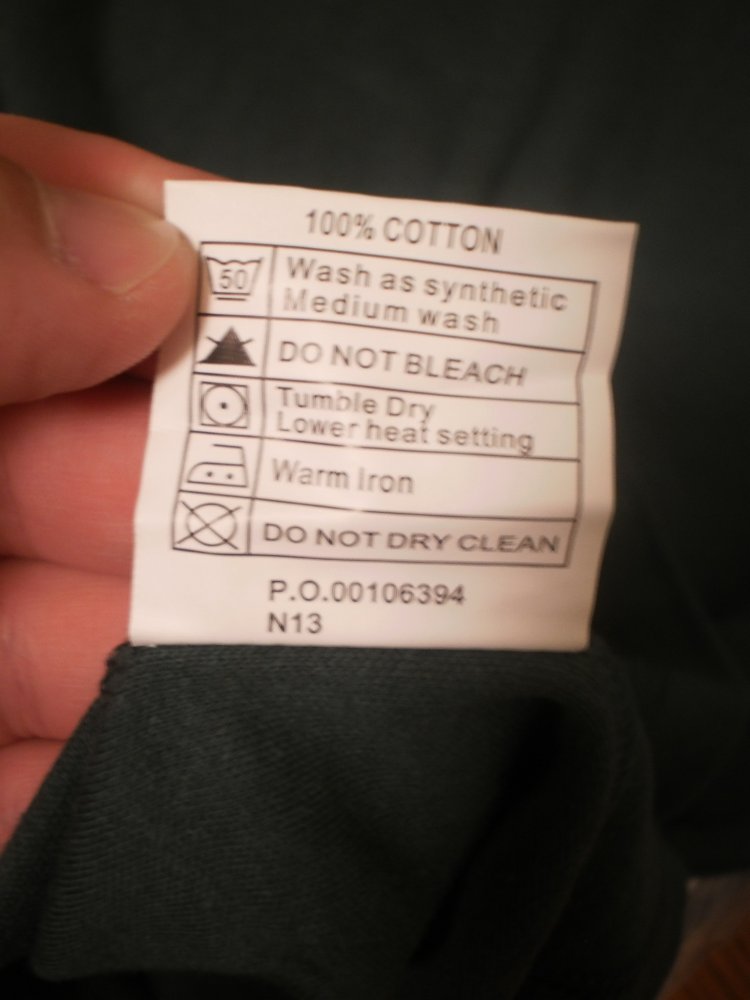 100% COTTON
50
Wash as synthetic
Medium wash
DO NOT BLEACH
Tumble Dry
Lower heat setting
Warm Iron
DO NOT DRY CLEAN
P.O.00106394
N13